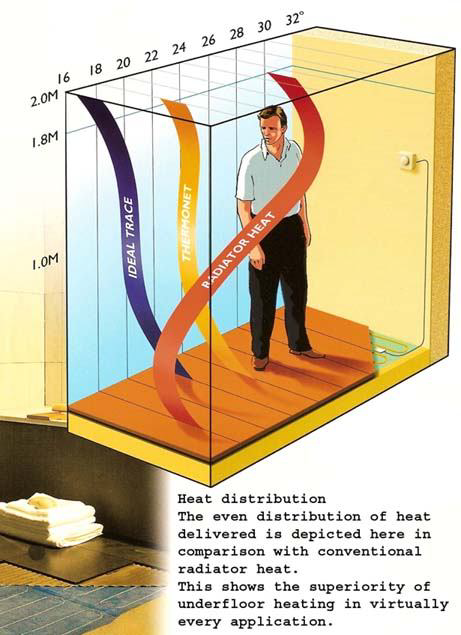 16 18 20 22 24 26 28 30 32°
2.0M
1.8M
1.0M
IDEAL TRACE
THERMONET
RADIATOR HEAT
Heat distribution
The even distribution of heat
delivered is depicted here in
comparison with conventional
radiator heat.
This shows the superiority of
underfloor heating in virtually
every application.